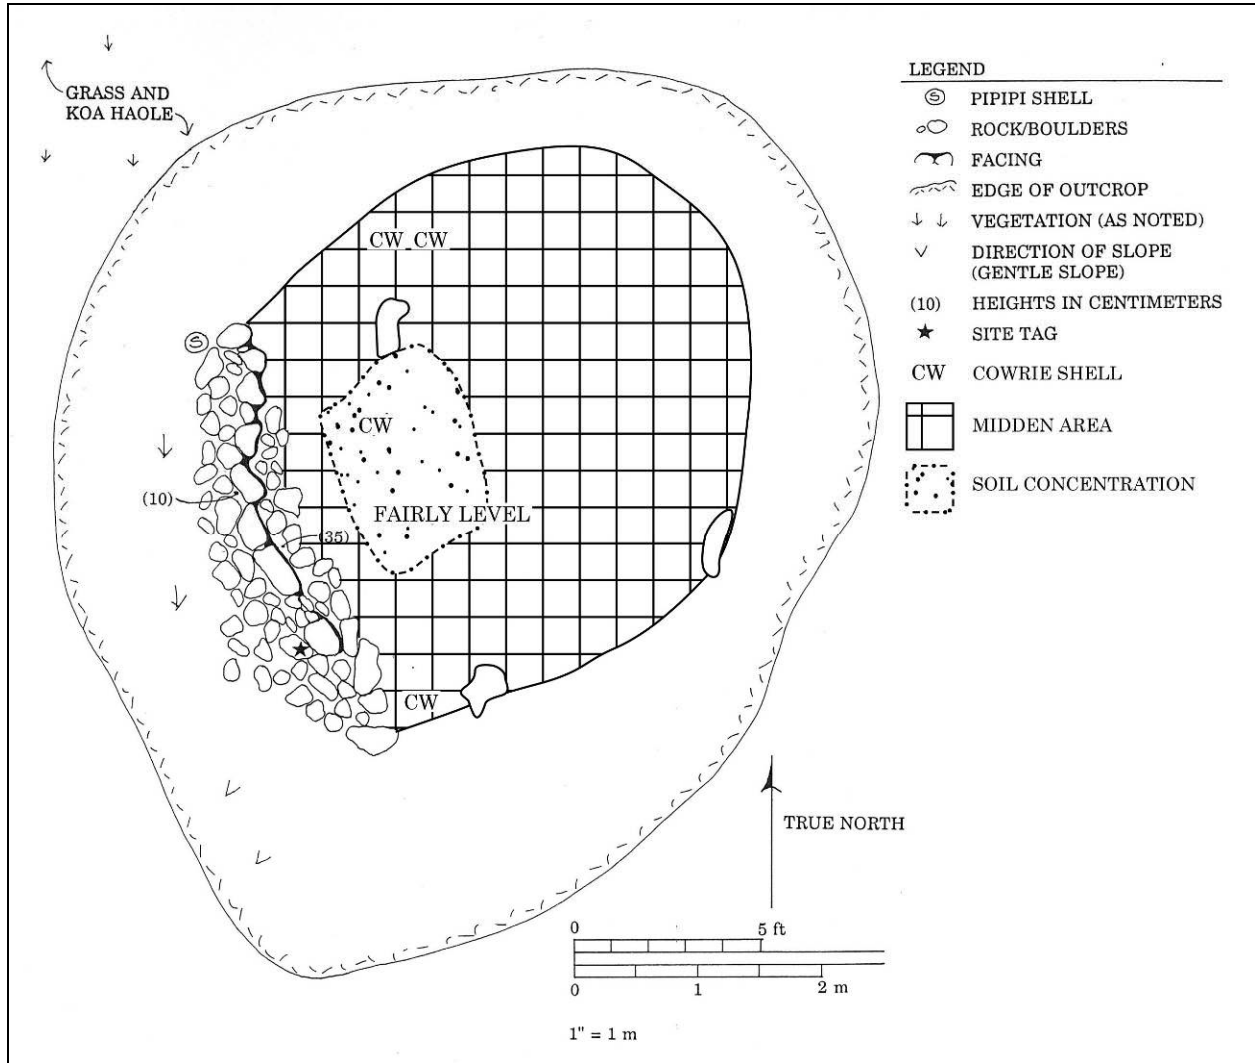 GRASS AND
KOA HAOLE
CW CW
S
CW
(10)
FAIRLY LEVEL
(35)
CW
LEGEND
S PIPIPI SHELL
ROCK/BOULDERS
FACING
EDGE OF OUTCROP
VEGETATION (AS NOTED)
DIRECTION OF SLOPE
(GENTLE SLOPE)
(10) HEIGHTS IN CENTIMETERS
SITE TAG
CW COWRIE SHELL
MIDDEN AREA
SOIL CONCENTRATION
TRUE NORTH
0 5 ft
0 1 2 m
1" = 1 m